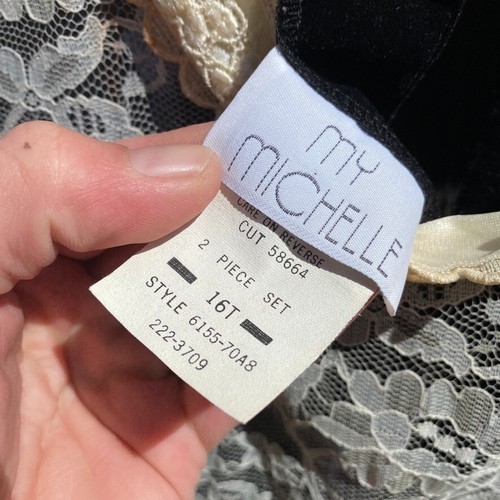 MY
MICHELLE
CARE ON REVERSE
CUT 58664
2 PIECE SET
16T
STYLE 6155-70A8
222-3709